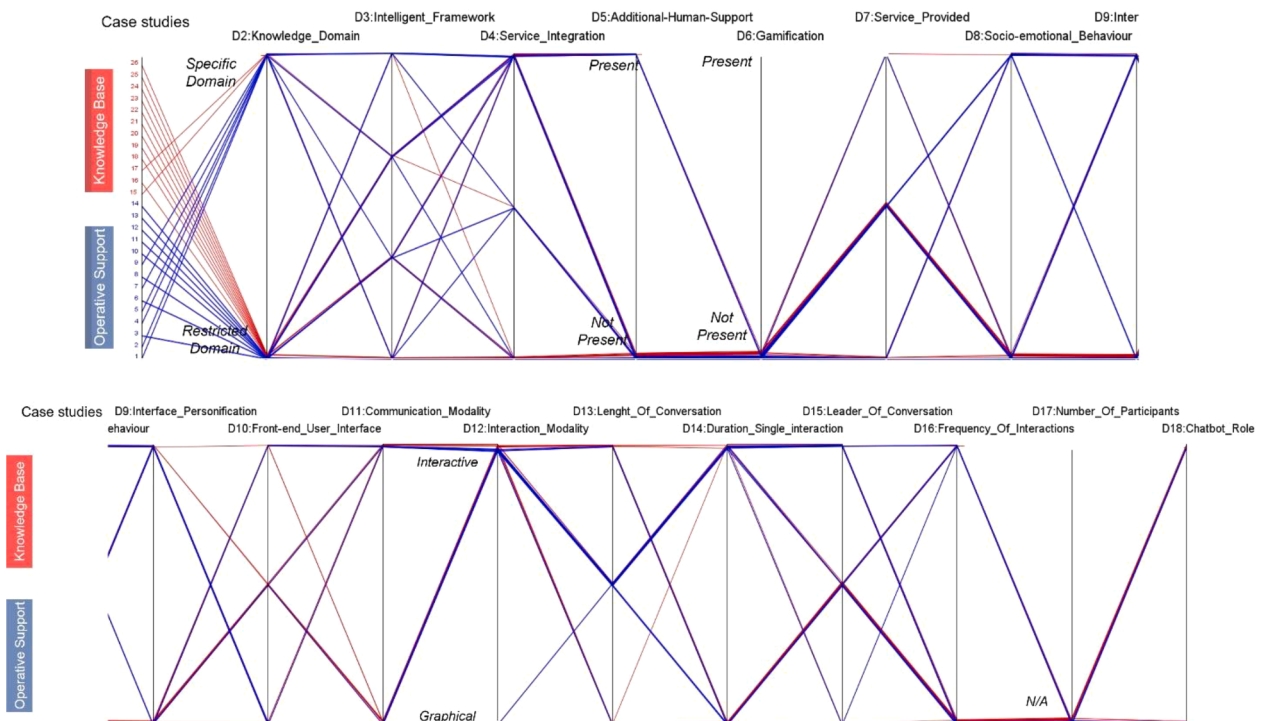 Case studies
D3:Intelligent_Framework
D5:Additional-Human-Support
D7:Service_Provided
D9:Inter
D2:Knowledge_Domain
D4:Service_Integration
D6:Gamification
D8:Socio-emotional_Behaviour
Specific
Domain
Present
Present
Knowledge Base
Operative Support
26
25
24
23
22
21
20
19
18
17
16
15
14
13
12
11
10
9
8
7
6
5
4
3
2
1
Restricted
Domain
Not
Present
Not
Present
Case studies
D9:Interface_Personification
D11:Communication_Modality
D13:Lenght_Of_Conversation
D15:Leader_Of_Conversation
D17:Number_Of_Participants
ehaviour
D10:Front-end_User_Interface
D12:Interaction_Modality
D14:Duration_Single_interaction
D16:Frequency_Of_Interactions
D18:Chatbot_Role
Interactive
Knowledge Base
Operative Support
N/A
Graphical